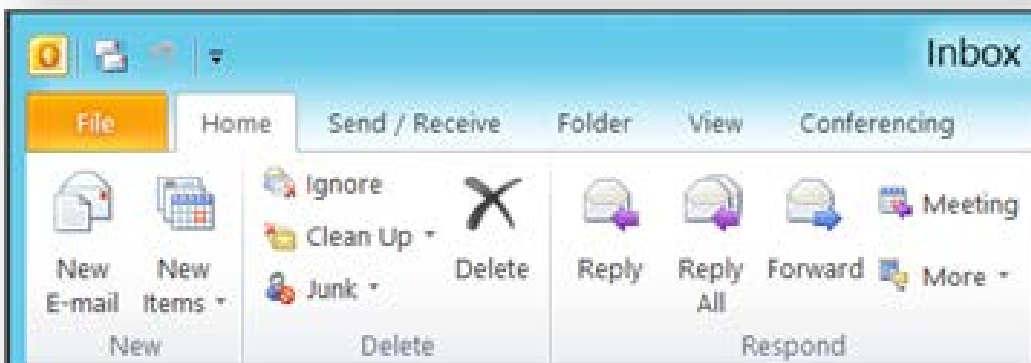 Inbox
File Home Send / Receive Folder View Conferencing
New E-mail
New Items
Ignore
Clean Up
Junk
Delete
Reply
Reply All
Forward
Meeting
More
New Delete Respond